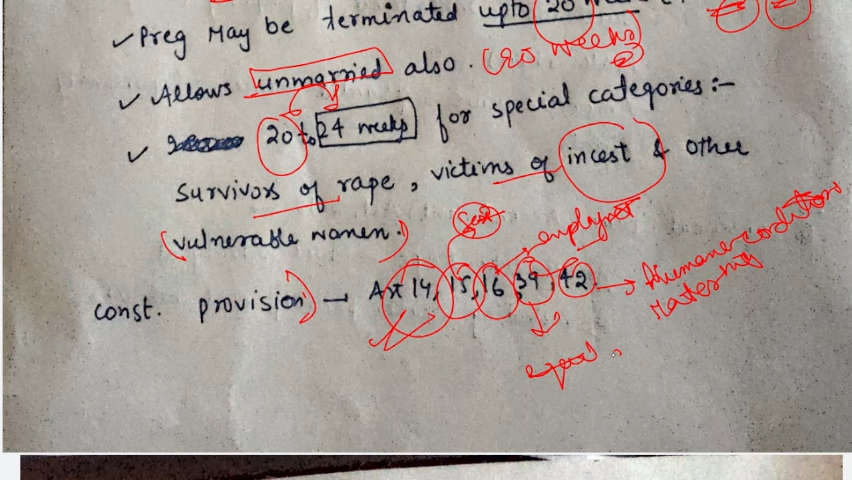 ✓ Preg May be terminated upto 20
✓ Allows unmarried also. (20 weeks)
✓ 20 to 24 weeks for special categories :-
survivors of rape, victims of incest & other
(vulnerable women.)
employment
const. provision) → Art 14, 15, 16, 39, 42 → Humane condition
Maternity
equal